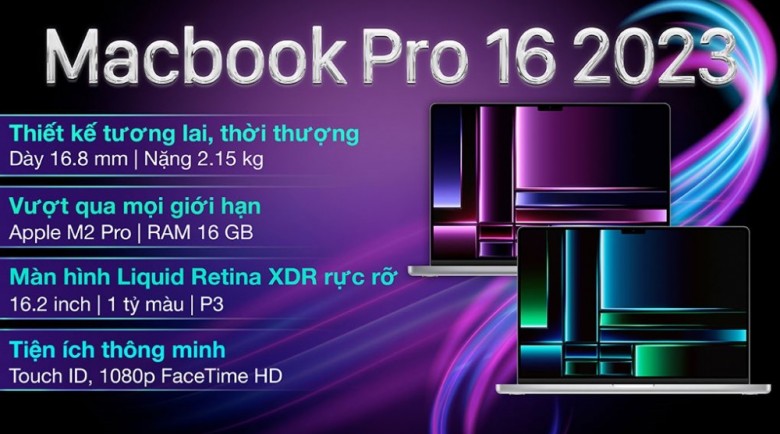 Macbook Pro 16 2023
Thiết kế tương lai, thời thượng
Dày 16.8 mm | Nặng 2.15 kg
Vượt qua mọi giới hạn
Apple M2 Pro | RAM 16 GB
Màn hình Liquid Retina XDR rực rỡ
16.2 inch | 1 tỷ màu | P3
Tiện ích thông minh
Touch ID, 1080p FaceTime HD